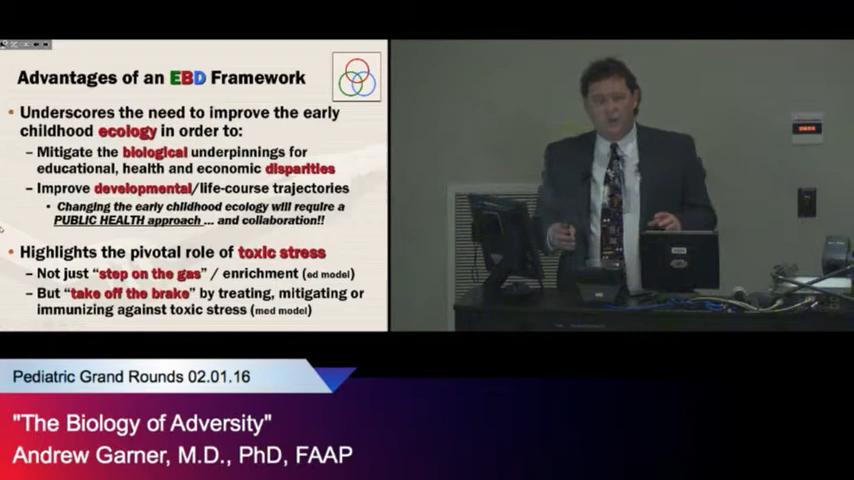 Advantages of an EBD Framework
• Underscores the need to improve the early
childhood ecology in order to:
– Mitigate the biological underpinnings for
educational, health and economic disparities
– Improve developmental/life-course trajectories
• Changing the early childhood ecology will require a
PUBLIC HEALTH approach ... and collaboration!!
• Highlights the pivotal role of toxic stress
– Not just "step on the gas" / enrichment (ed model)
– But "take off the brake" by treating, mitigating or
immunizing against toxic stress (med model)
Pediatric Grand Rounds 02.01.16
"The Biology of Adversity"
Andrew Garner, M.D., PhD, FAAP